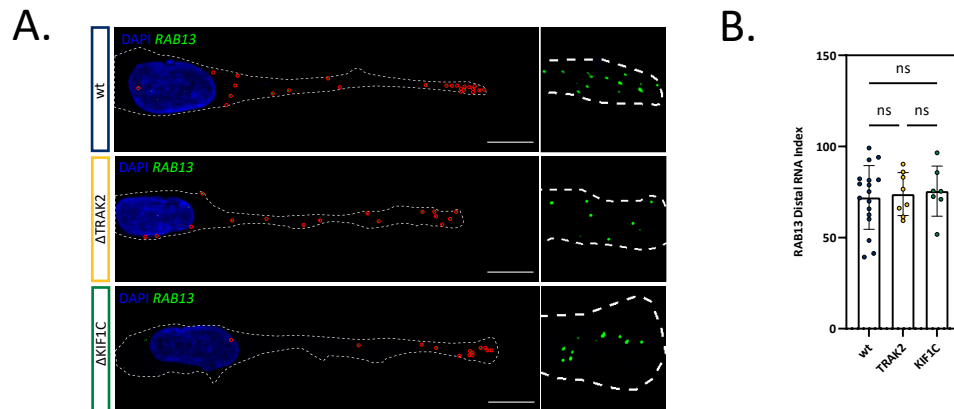 A.
wt
DAPI RAB13
ΔTRAK2
DAPI RAB13
ΔKIF1C
DAPI RAB13
B.
RAB13 Distal RNA Index
150
100
50
0
ns
ns
ns
wt
TRAK2
KIF1C